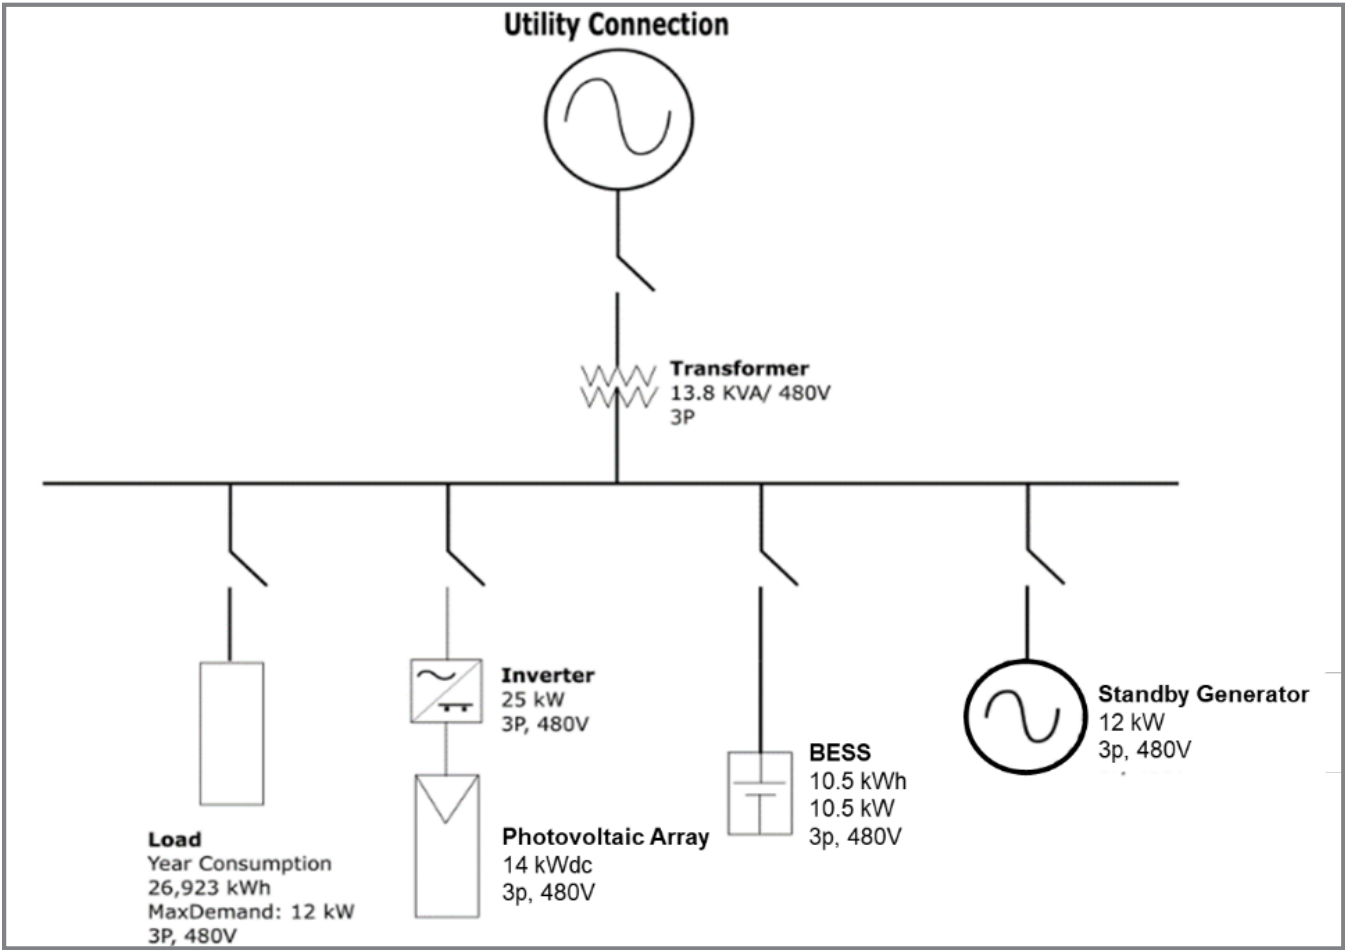 Utility Connection
Transformer
13.8 KVA/ 480V
3P
Inverter
25 kW
3P, 480V
Standby Generator
12 kW
3p, 480V
BESS
10.5 kWh
10.5 kW
3p, 480V
Photovoltaic Array
14 kWdc
3p, 480V
Load
Year Consumption
26,923 kWh
MaxDemand: 12 kW
3P, 480V